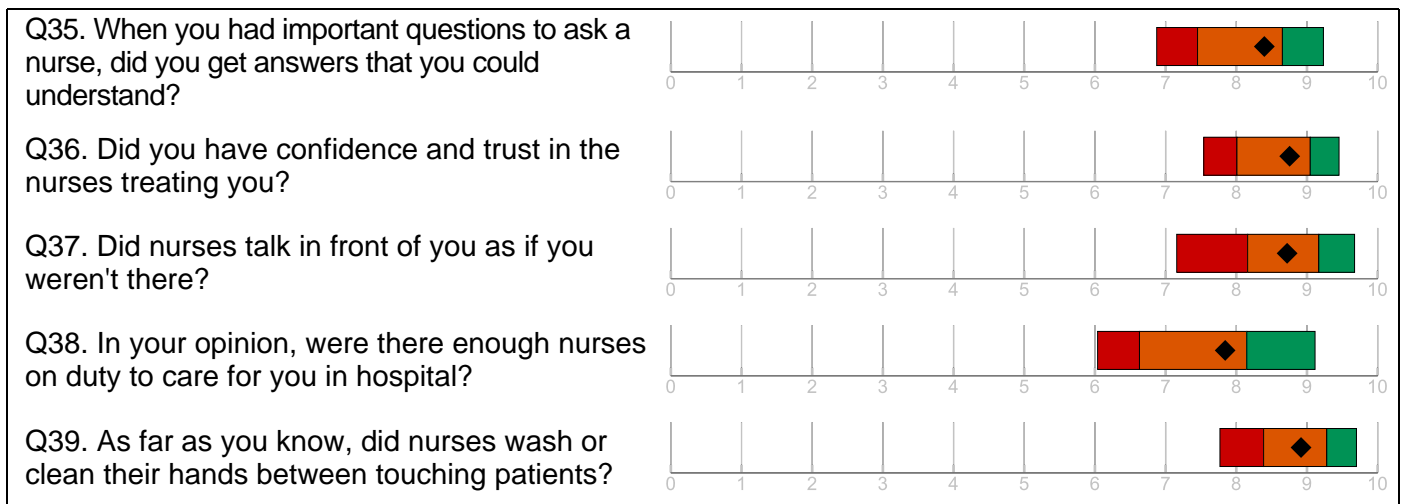 Q35. When you had important questions to ask a
nurse, did you get answers that you could
understand?
0 1 2 3 4 5 6 7 8 9 10
Q36. Did you have confidence and trust in the
nurses treating you?
0 1 2 3 4 5 6 7 8 9 10
Q37. Did nurses talk in front of you as if you
weren't there?
0 1 2 3 4 5 6 7 8 9 10
Q38. In your opinion, were there enough nurses
on duty to care for you in hospital?
0 1 2 3 4 5 6 7 8 9 10
Q39. As far as you know, did nurses wash or
clean their hands between touching patients?
0 1 2 3 4 5 6 7 8 9 10